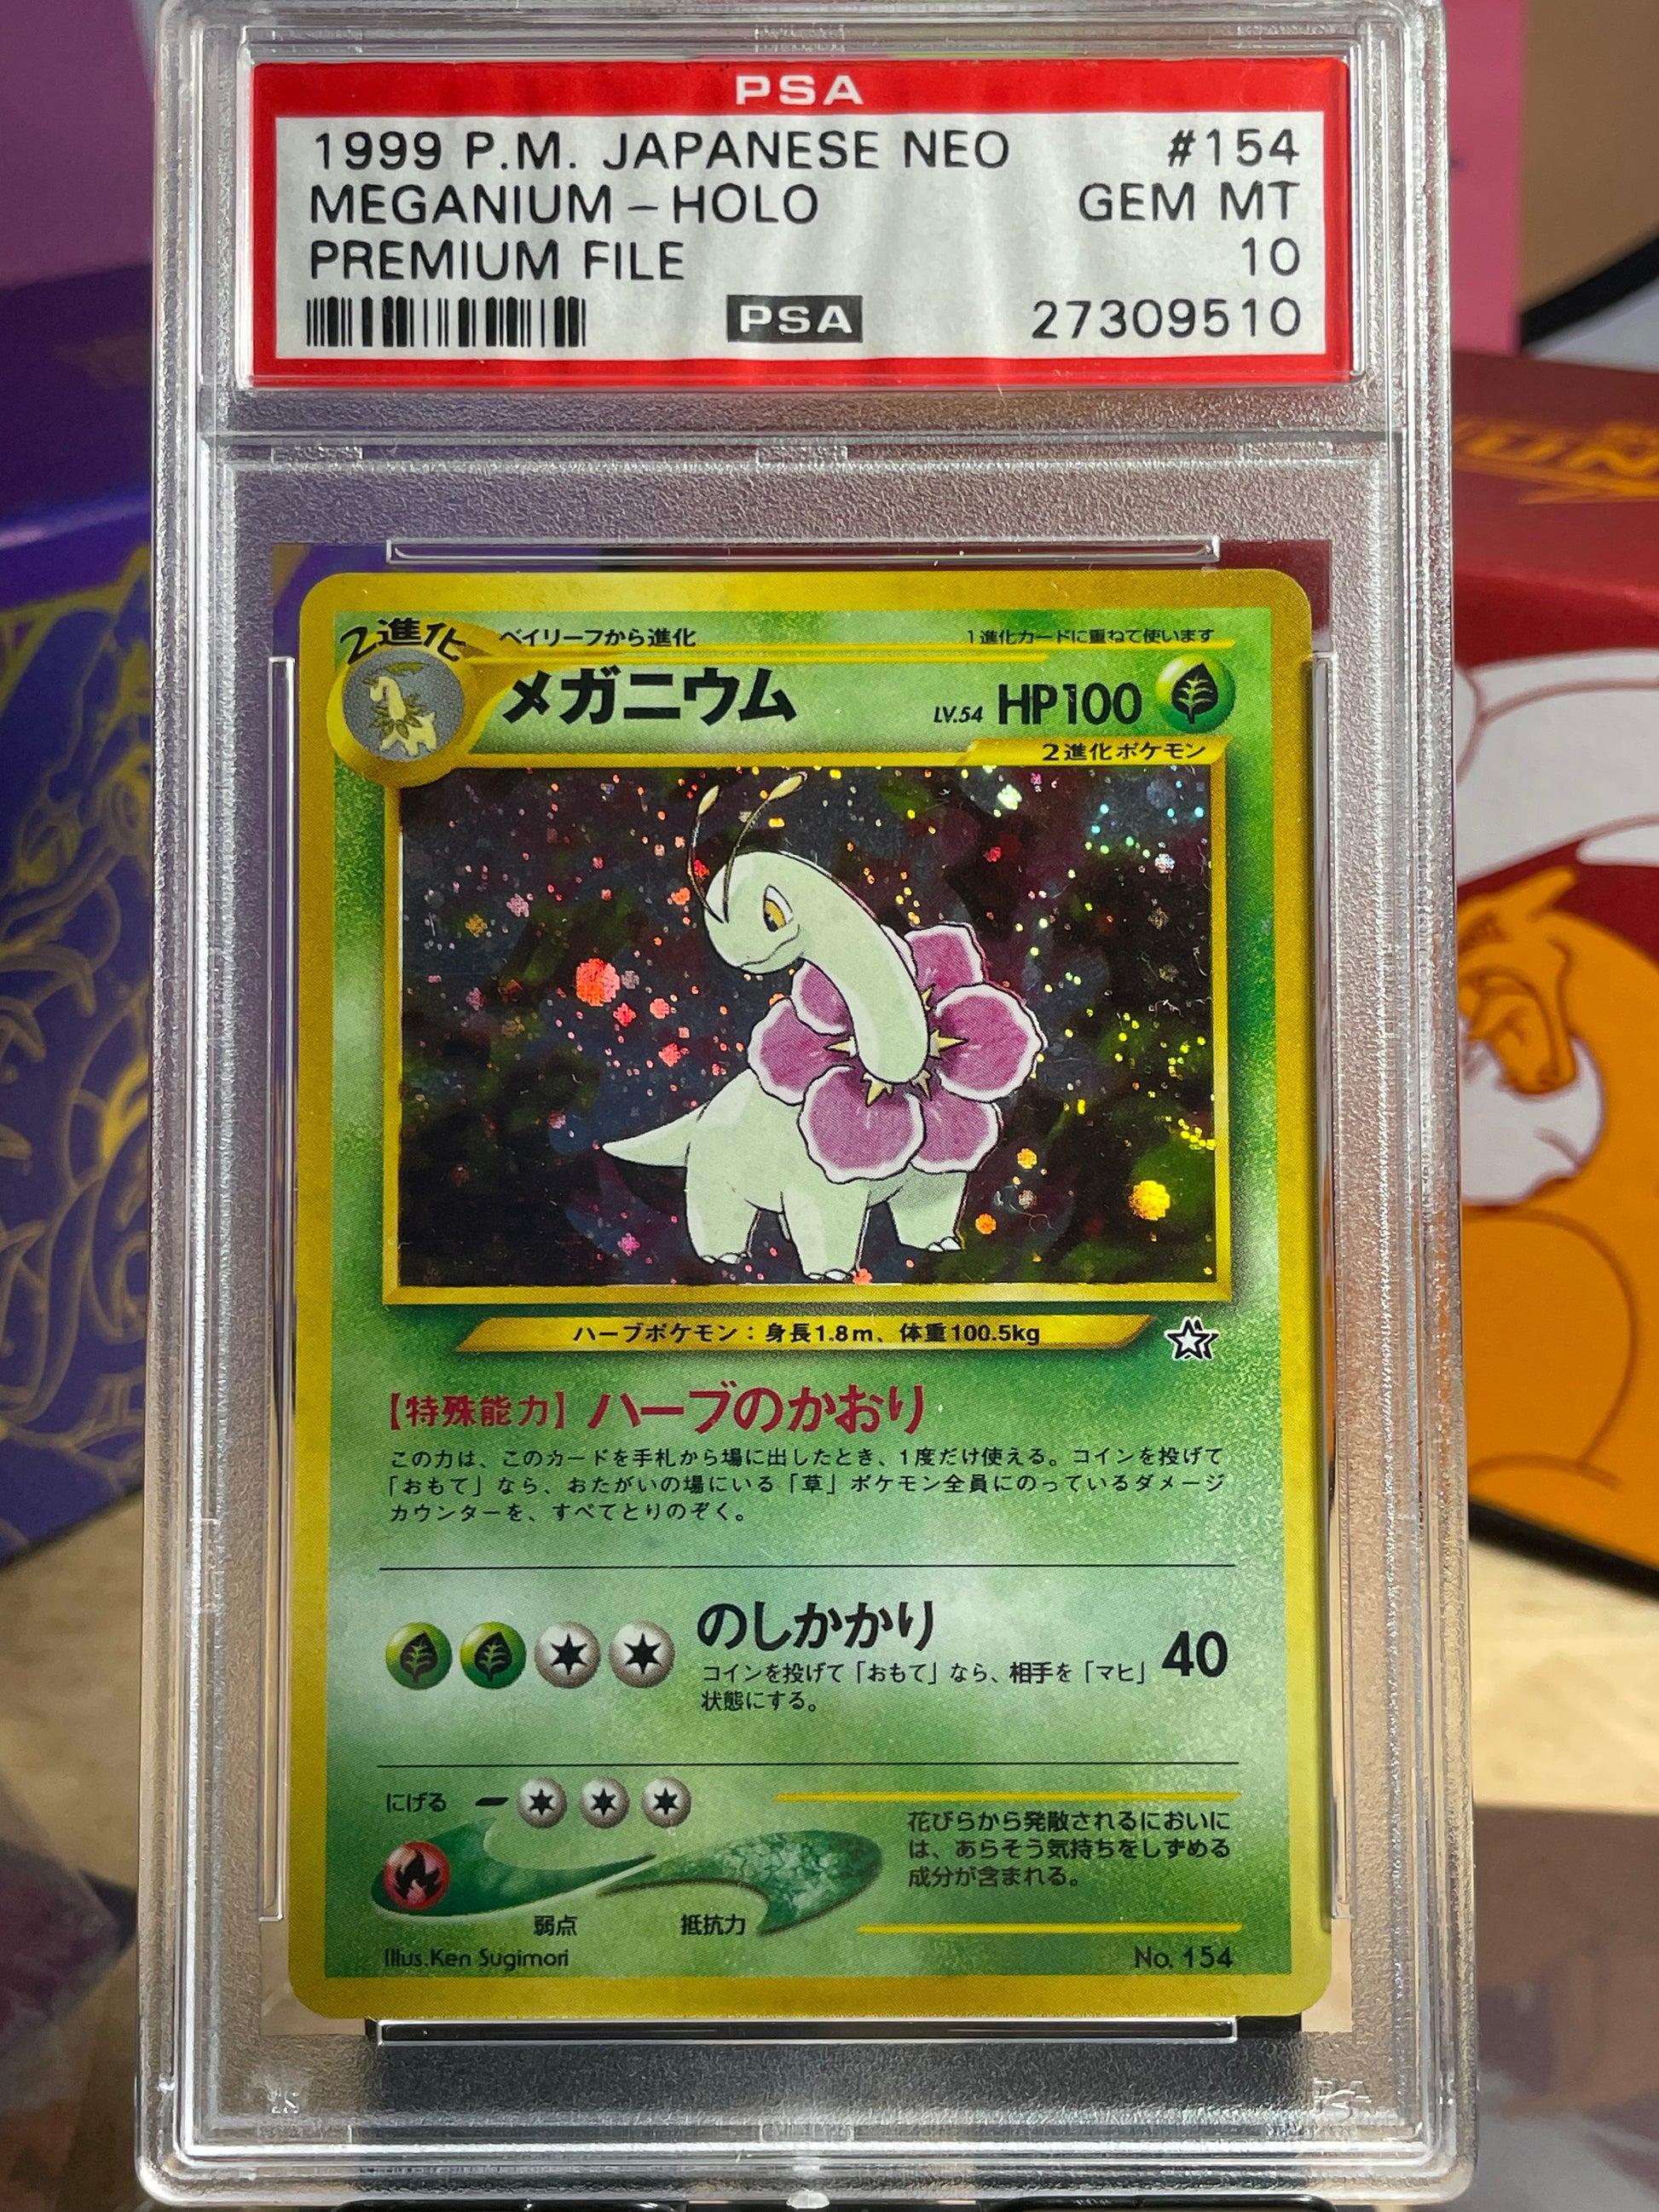 PSA
1999 P.M. JAPANESE NEO #154
MEGANIUM-HOLO GEM MT
PREMIUM FILE 10
PSA 27309510
2進化 ベイリーフから進化 1進化カードに重ねて使います
メガニウム LV.54 HP100
2進化ポケモン
ハーブポケモン:身長1.8m、体重100.5kg
【特殊能力】ハーブのかおり
この力は、このカードを手札から場に出したとき、1度だけ使える。コインを投げて
「おもて」なら、おたがいの場にいる「草」ポケモン全員にのっているダメージ
カウンターを、すべてとりのぞく。
のしかかり 40
コインを投げて「おもて」なら、相手を「マヒ」
状態にする。
にげる
花びらから発散されるにおいに
は、あらそう気持ちをしずめる
成分が含まれる。
弱点 抵抗力
Illus.Ken Sugimori No. 154